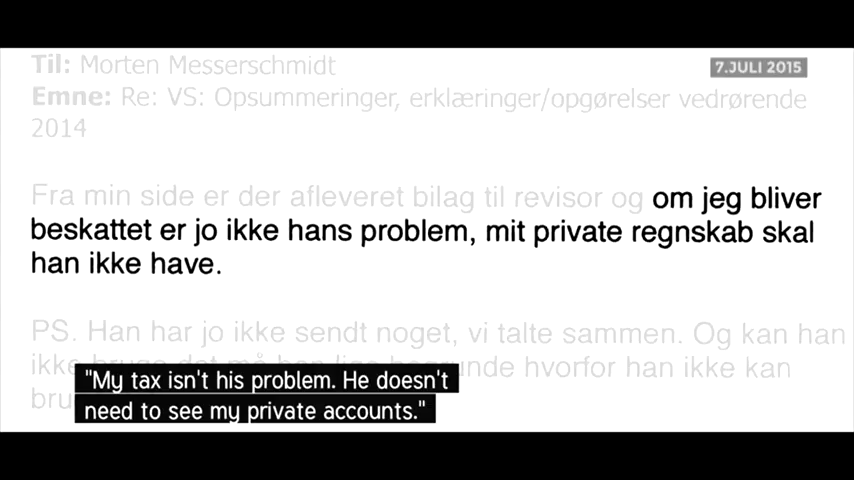 Til: Morten Messerschmidt
7.JULI 2015
Emne: Re: VS: Opsummeringer, erklæringer/opgørelser vedrørende
2014
Fra min side er der afleveret bilag til revisor og om jeg bliver
beskattet er jo ikke hans problem, mit private regnskab skal
han ikke have.
PS. Han har jo ikke sendt noget, vi talte sammen. Og kan han
ikke hvorfor han ikke kan
"My tax isn't his problem. He doesn't
need to see my private accounts."